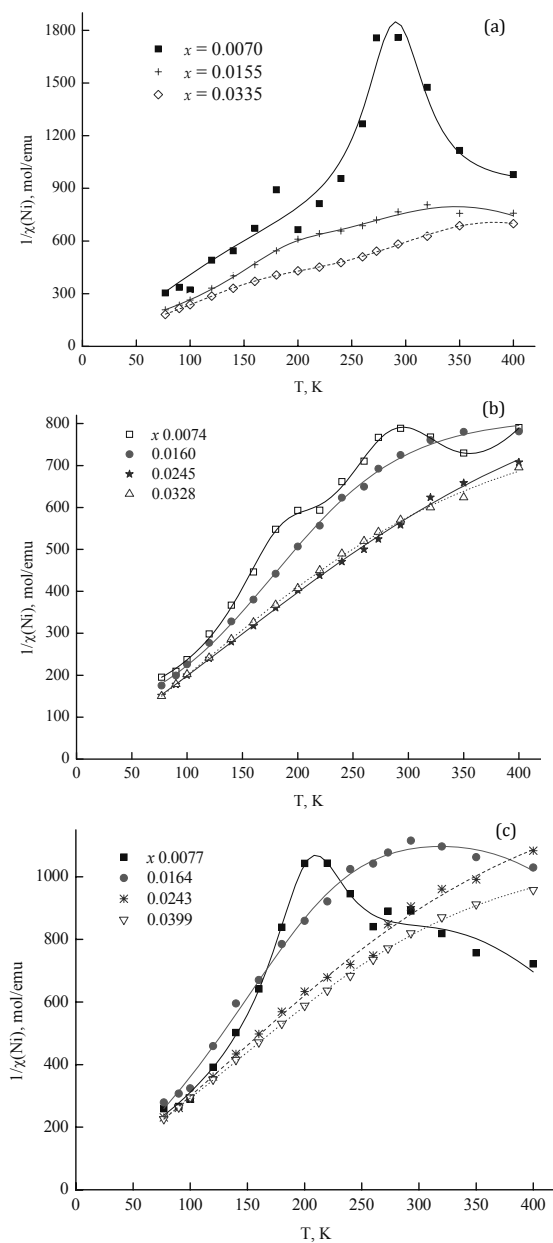 (a)
x = 0.0070
x = 0.0155
x = 0.0335
1/χ(Ni), mol/emu
1800
1500
1200
900
600
300
0
0 50 100 150 200 250 300 350 400
T, K
(b)
x 0.0074
0.0160
0.0245
0.0328
1/χ(Ni), mol/emu
800
700
600
500
400
300
200
100
0
0 50 100 150 200 250 300 350 400
T, K
(c)
x 0.0077
0.0164
0.0243
0.0399
1/χ(Ni), mol/emu
1000
800
600
400
200
0
0 50 100 150 200 250 300 350 400
T, K